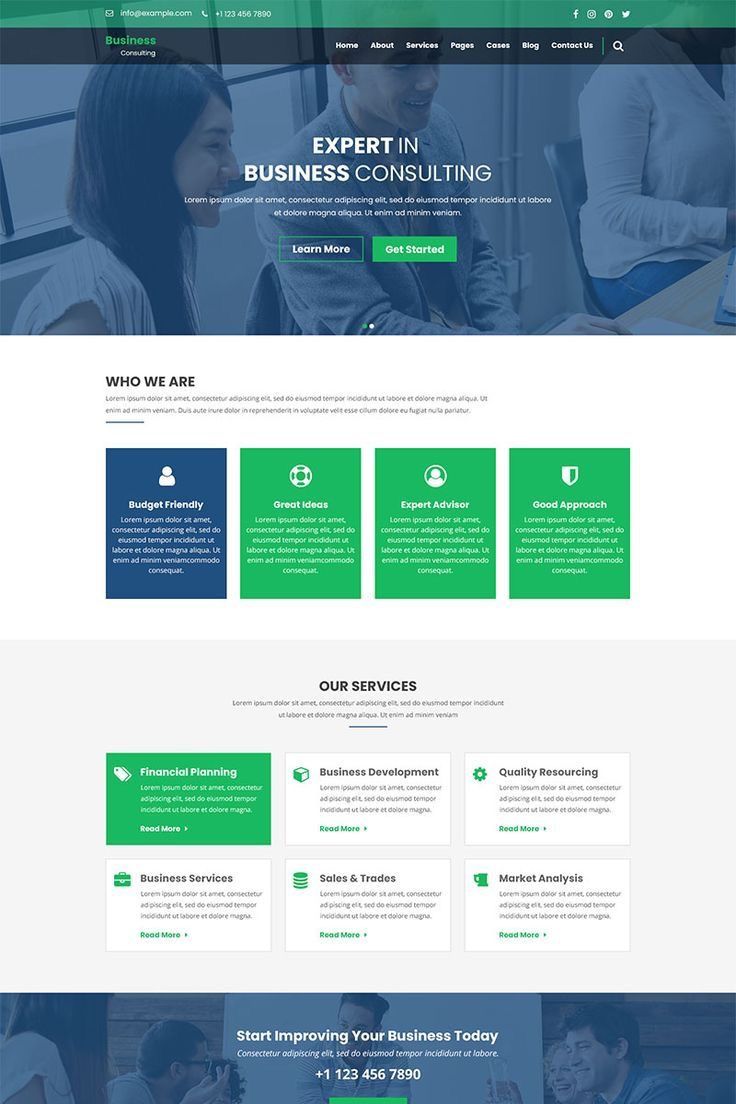 info@example.com +1 123 456 7890
Business
Consulting
Home About Services Pages Cases Blog Contact Us
EXPERT IN
BUSINESS CONSULTING
Lorem ipsum dolor sit amet, consectetur adipiscing elit, sed do eiusmod tempor incididunt ut labore
et dolore magna aliqua. Ut enim ad minim veniam.
Learn More Get Started
WHO WE ARE
Lorem ipsum dolor sit amet, consectetur adipiscing elit, sed do eiusmod tempor incididunt ut labore et dolore magna aliqua. Ut
enim ad minim veniam. Duis aute irure dolor in reprehenderit in voluptate velit esse cillum dolore eu fugiat nulla pariatur.
Budget Friendly
Lorem ipsum dolor sit amet,
consectetur adipiscing elit, sed do
eiusmod tempor incididunt ut
labore et dolore magna aliqua. Ut
enim ad minim veniamcommodo
consequat.
Great Ideas
Lorem ipsum dolor sit amet,
consectetur adipiscing elit, sed do
eiusmod tempor incididunt ut
labore et dolore magna aliqua. Ut
enim ad minim veniamcommodo
consequat.
Expert Advisor
Lorem ipsum dolor sit amet,
consectetur adipiscing elit, sed do
eiusmod tempor incididunt ut
labore et dolore magna aliqua. Ut
enim ad minim veniamcommodo
consequat.
Good Approach
Lorem ipsum dolor sit amet,
consectetur adipiscing elit, sed do
eiusmod tempor incididunt ut
labore et dolore magna aliqua. Ut
enim ad minim veniamcommodo
consequat.
OUR SERVICES
Lorem ipsum dolor sit amet, consectetur adipiscing elit, sed do eiusmod tempor incididunt
ut labore et dolore magna aliqua. Ut enim ad minim veniam
Financial Planning
Lorem ipsum dolor sit amet, consectetur
adipiscing elit, sed do eiusmod tempor
incididunt ut labore et dolore magna.
Read More
Business Development
Lorem ipsum dolor sit amet, consectetur
adipiscing elit, sed do eiusmod tempor
incididunt ut labore et dolore magna.
Read More
Quality Resourcing
Lorem ipsum dolor sit amet, consectetur
adipiscing elit, sed do eiusmod tempor
incididunt ut labore et dolore magna.
Read More
Business Services
Lorem ipsum dolor sit amet, consectetur
adipiscing elit, sed do eiusmod tempor
incididunt ut labore et dolore magna.
Read More
Sales & Trades
Lorem ipsum dolor sit amet, consectetur
adipiscing elit, sed do eiusmod tempor
incididunt ut labore et dolore magna.
Read More
Market Analysis
Lorem ipsum dolor sit amet, consectetur
adipiscing elit, sed do eiusmod tempor
incididunt ut labore et dolore magna.
Read More
Start Improving Your Business Today
Consectetur adipiscing elit, sed do eiusmod tempor incididunt ut labore.
+1 123 456 7890